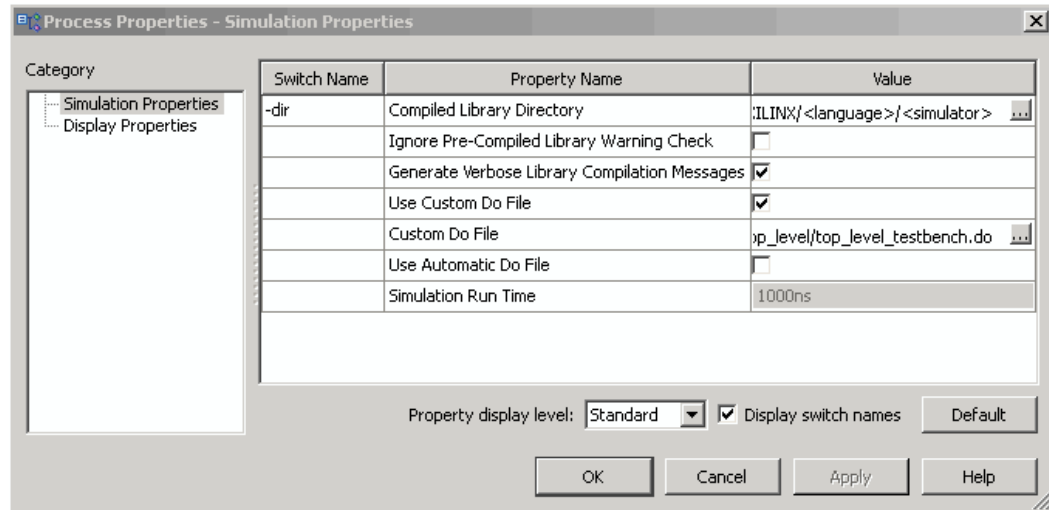 Process Properties - Simulation Properties
Category
Simulation Properties
Display Properties
Switch Name Property Name Value
-dir Compiled Library Directory ILINX/<language>/<simulator> ...
Ignore Pre-Compiled Library Warning Check
Generate Verbose Library Compilation Messages
Use Custom Do File
Custom Do File op_level/top_level_testbench.do ...
Use Automatic Do File
Simulation Run Time 1000ns
Property display level: Standard Display switch names Default
OK Cancel Apply Help